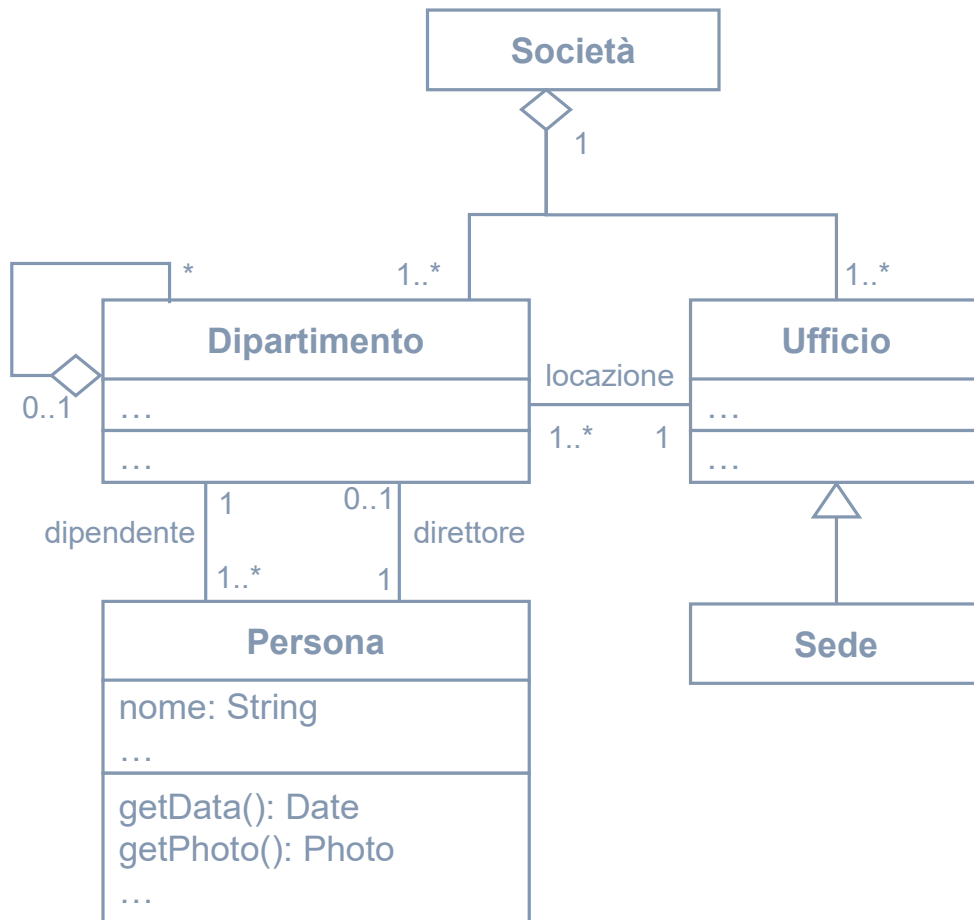 Società
1
*
1..*
1..*
Dipartimento
Ufficio
locazione
0..1
…
…
1..*
1
…
…
1
0..1
dipendente
direttore
1..*
1
Persona
Sede
nome: String
…
getData(): Date
getPhoto(): Photo
…